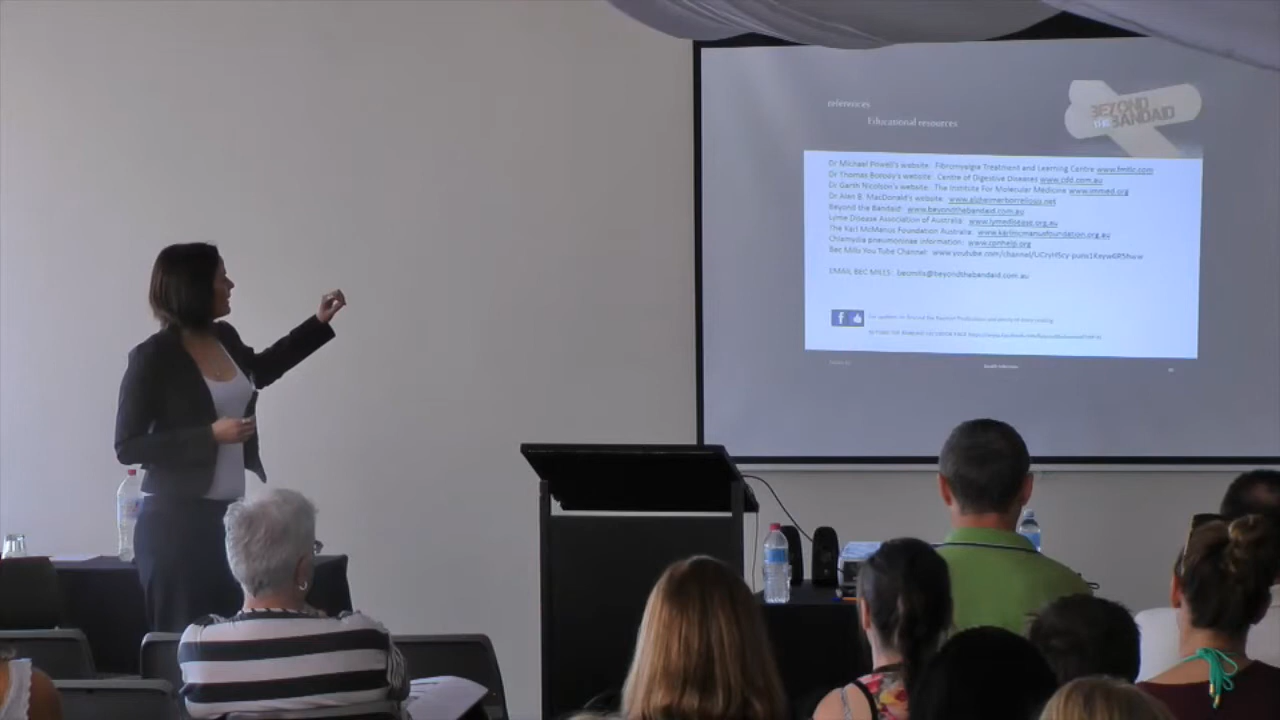 references
Educational resources
BEYOND
THE BANDAID
Dr Michael Powell's website: Fibromyalgia Treatment and Learning Centre www.fmtlc.com
Dr Thomas Borody's website: Centre of Digestive Diseases www.cdd.com.au
Dr Garth Nicolson's website: The Institute For Molecular Medicine www.immed.org
Dr Alan B. MacDonald's website: www.alzheimerborreliosis.net
Beyond the Bandaid: www.beyondthebandaid.com.au
Lyme Disease Association of Australia: www.lymedisease.org.au
The Karl McManus Foundation Australia: www.karlmcmanusfoundation.org.au
Chlamydia pneumoniae information: www.cpnhelp.org
Bec Mills You Tube Channel:
EMAIL BEC MILLS: becmills@beyondthebandaid.com.au